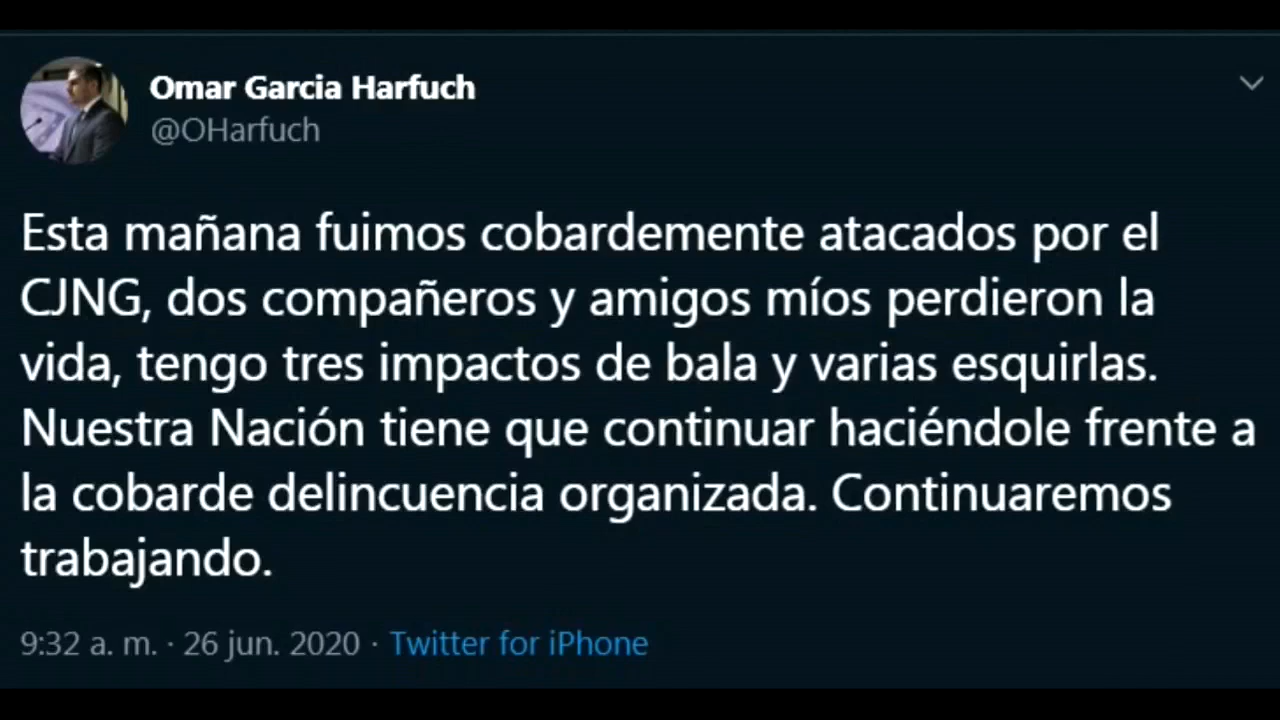 Omar Garcia Harfuch
@OHarfuch
Esta mañana fuimos cobardemente atacados por el
CJNG, dos compañeros y amigos míos perdieron la
vida, tengo tres impactos de bala y varias esquirlas.
Nuestra Nación tiene que continuar haciéndole frente a
la cobarde delincuencia organizada. Continuaremos
trabajando.
9:32 a. m. · 26 jun. 2020 · Twitter for iPhone